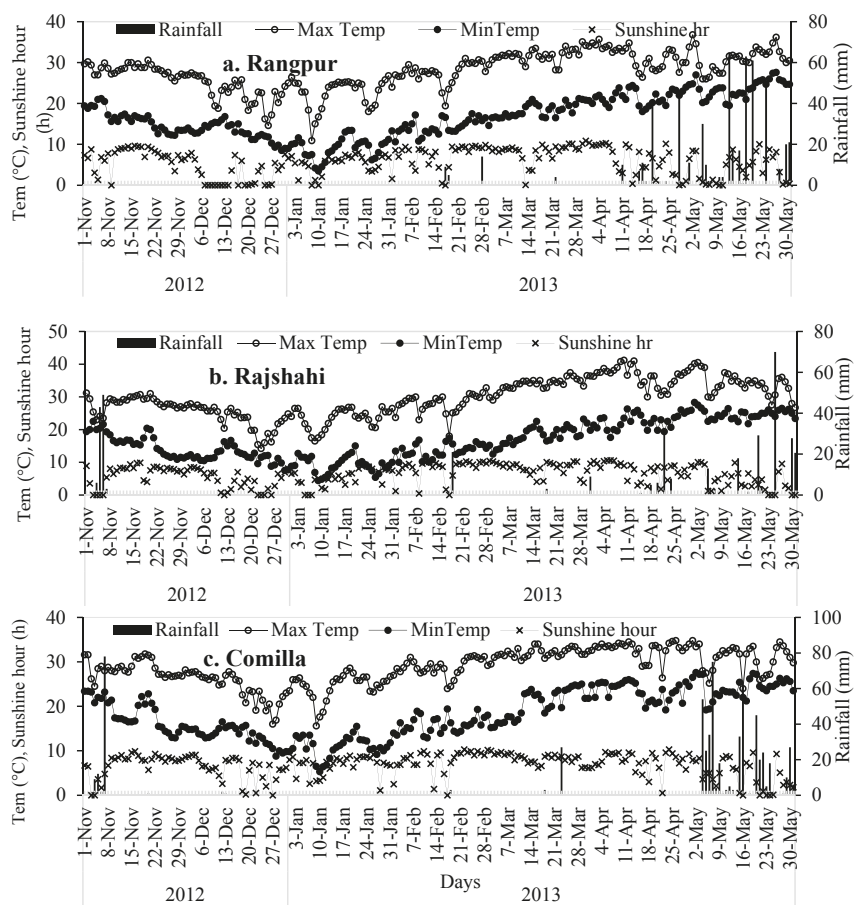 Rainfall Max Temp MinTemp Sunshine hr
a. Rangpur
Tem (°C), Sunshine hour (h)
40 30 20 10 0
Rainfall (mm)
80 60 40 20 0
1-Nov 8-Nov 15-Nov 22-Nov 29-Nov 6-Dec 13-Dec 20-Dec 27-Dec 3-Jan 10-Jan 17-Jan 24-Jan 31-Jan 7-Feb 14-Feb 21-Feb 28-Feb 7-Mar 14-Mar 21-Mar 28-Mar 4-Apr 11-Apr 18-Apr 25-Apr 2-May 9-May 16-May 23-May 30-May
2012 2013
Rainfall Max Temp MinTemp Sunshine hr
b. Rajshahi
Tem (°C), Sunshine hour
50 40 30 20 10 0
Rainfall (mm)
80 60 40 20 0
1-Nov 8-Nov 15-Nov 22-Nov 29-Nov 6-Dec 13-Dec 20-Dec 27-Dec 3-Jan 10-Jan 17-Jan 24-Jan 31-Jan 7-Feb 14-Feb 21-Feb 28-Feb 7-Mar 14-Mar 21-Mar 28-Mar 4-Apr 11-Apr 18-Apr 25-Apr 2-May 9-May 16-May 23-May 30-May
2012 2013
Rainfall Max Temp MinTemp Sunshine hour
c. Comilla
Tem (°C), Sunshine hour (h)
40 30 20 10 0
Rainfall (mm)
100 80 60 40 20 0
1-Nov 8-Nov 15-Nov 22-Nov 29-Nov 6-Dec 13-Dec 20-Dec 27-Dec 3-Jan 10-Jan 17-Jan 24-Jan 31-Jan 7-Feb 14-Feb 21-Feb 28-Feb 7-Mar 14-Mar 21-Mar 28-Mar 4-Apr 11-Apr 18-Apr 25-Apr 2-May 9-May 16-May 23-May 30-May
2012 Days 2013